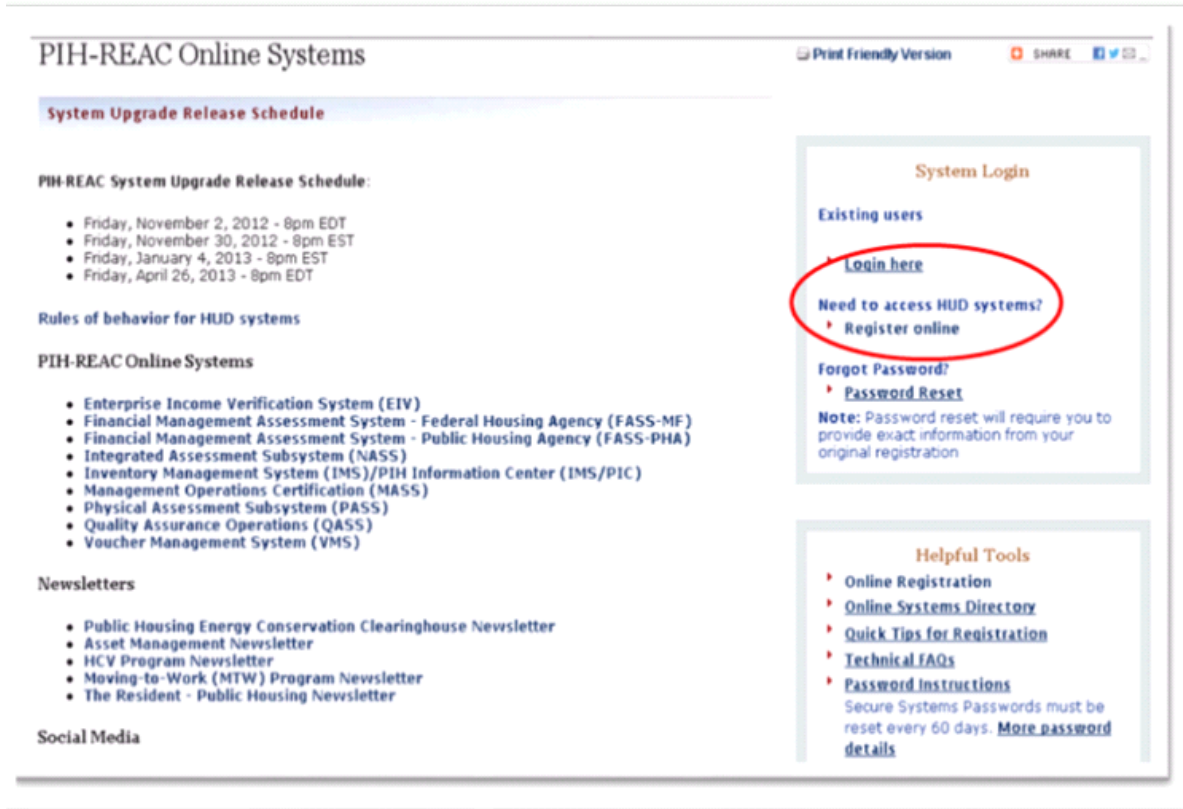 PIH-REAC Online Systems
Print Friendly Version
SHARE
System Upgrade Release Schedule
PIH-REAC System Upgrade Release Schedule:
• Friday, November 2, 2012 - 8pm EDT
• Friday, November 30, 2012 - 8pm EST
• Friday, January 4, 2013 - 8pm EST
• Friday, April 26, 2013 - 8pm EDT
Rules of behavior for HUD systems
PIH-REAC Online Systems
• Enterprise Income Verification System (EIV)
• Financial Management Assessment System - Federal Housing Agency (FASS-MF)
• Financial Management Assessment System - Public Housing Agency (FASS-PHA)
• Integrated Assessment Subsystem (NASS)
• Inventory Management System (IMS)/PIH Information Center (IMS/PIC)
• Management Operations Certification (MASS)
• Physical Assessment Subsystem (PASS)
• Quality Assurance Operations (QASS)
• Voucher Management System (VMS)
Newsletters
• Public Housing Energy Conservation Clearinghouse Newsletter
• Asset Management Newsletter
• HCV Program Newsletter
• Moving-to-Work (MTW) Program Newsletter
• The Resident - Public Housing Newsletter
Social Media
System Login
Existing users
Login here
Need to access HUD systems?
Register online
Forgot Password?
Password Reset
Note: Password reset will require you to
provide exact information from your
original registration
Helpful Tools
Online Registration
Online Systems Directory
Quick Tips for Registration
Technical FAQs
Password Instructions
Secure Systems Passwords must be
reset every 60 days. More password
details